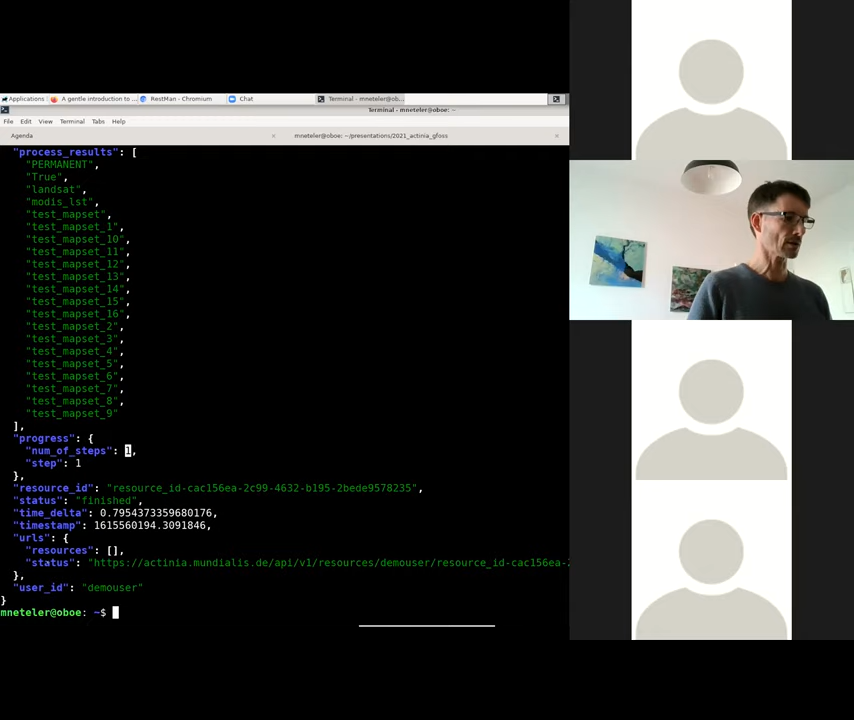 Applications
A gentle introduction to ...
RestMan - Chromium
Chat
Terminal - mneteler@ob...
Terminal - mneteler@oboe: ~
File Edit View Terminal Tabs Help
Agenda
mneteler@oboe: ~/presentations/2021_actinia_gfoss
"process_results": [
"PERMANENT",
"True",
"landsat",
"modis_lst",
"test_mapset",
"test_mapset_1",
"test_mapset_10",
"test_mapset_11",
"test_mapset_12",
"test_mapset_13",
"test_mapset_14",
"test_mapset_15",
"test_mapset_16",
"test_mapset_2",
"test_mapset_3",
"test_mapset_4",
"test_mapset_5",
"test_mapset_6",
"test_mapset_7",
"test_mapset_8",
"test_mapset_9"
],
"progress": {
"num_of_steps": 1,
"step": 1
},
"resource_id": "resource_id-cac156ea-2c99-4632-b195-2bede9578235",
"status": "finished",
"time_delta": 0.7954373359680176,
"timestamp": 1615560194.3091846,
"urls": {
"resources": [],
"status": "https://actinia.mundialis.de/api/v1/resources/demouser/resource_id-cac156ea-2
},
"user_id": "demouser"
}
mneteler@oboe: ~$